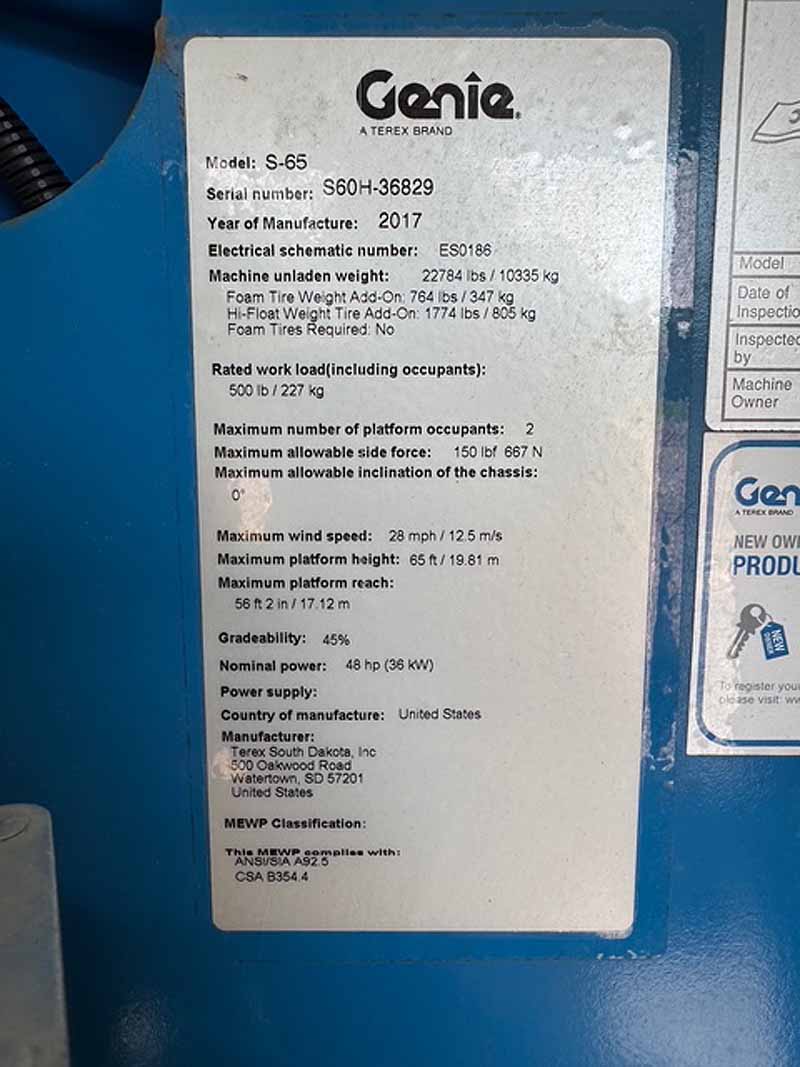 Genie
A TEREX BRAND
Model: S-65
Serial number: S60H-36829
Year of Manufacture: 2017
Electrical schematic number: ES0186
Machine unladen weight: 22784 lbs / 10335 kg
Foam Tire Weight Add-On: 764 lbs / 347 kg
Hi-Float Weight Tire Add-On: 1774 lbs / 805 kg
Foam Tires Required: No
Rated work load(including occupants):
500 lb / 227 kg
Maximum number of platform occupants: 2
Maximum allowable side force: 150 lbf 667 N
Maximum allowable inclination of the chassis:
0°
Maximum wind speed: 28 mph / 12.5 m/s
Maximum platform height: 65 ft / 19.81 m
Maximum platform reach:
56 ft 2 in / 17.12 m
Gradeability: 45%
Nominal power: 48 hp (36 kW)
Power supply:
Country of manufacture: United States
Manufacturer:
Terex South Dakota, Inc
500 Oakwood Road
Watertown, SD 57201
United States
MEWP Classification:
This MEWP complies with:
ANSI/SIA A92.5
CSA B354.4
Model
Date of
Inspectio
Inspected
by
Machine
Owner
Gen
A TEREX BRAND
NEW OW
PRODU
NEW
OWNER
To register your
please visit: ww